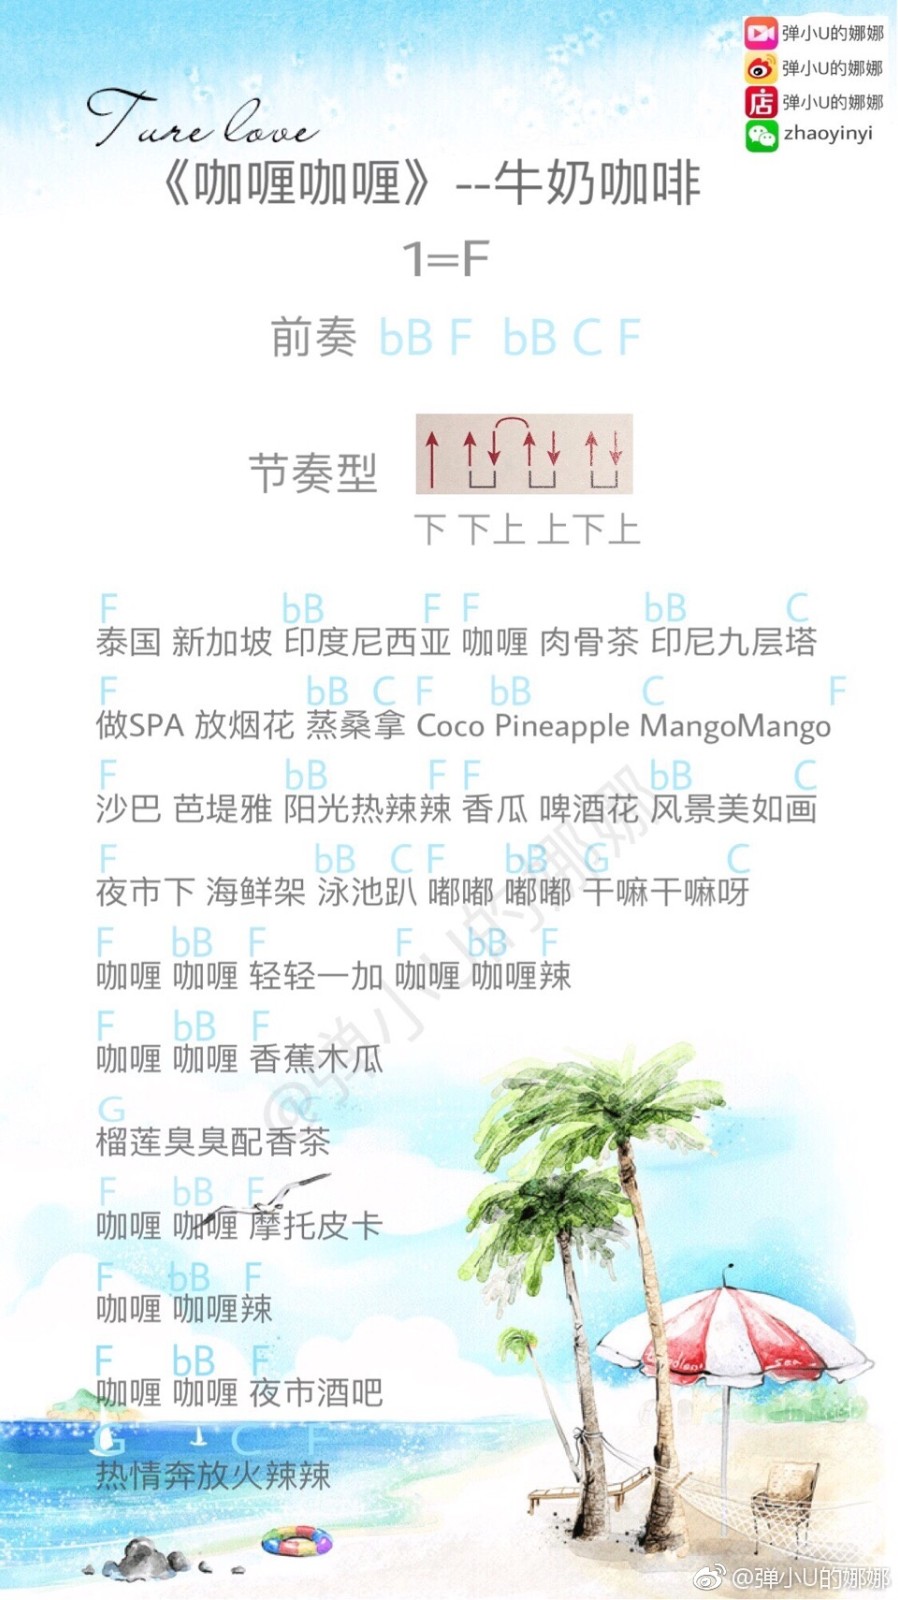 弹小U的娜娜
弹小U的娜娜
弹小U的娜娜
zhaoyinyi
Ture love
《咖喱咖喱》--牛奶咖啡
1=F
前奏 bB F bB C F
节奏型
下 下上 上下上
F bB F F bB C
泰国 新加坡 印度尼西亚 咖喱 肉骨茶 印尼九层塔
F bB C F bB C F
做SPA 放烟花 蒸桑拿 Coco Pineapple MangoMango
F bB F F bB C
沙巴 芭堤雅 阳光热辣辣 香瓜 啤酒花 风景美如画
F bB C F bB G C
夜市下 海鲜架 泳池趴 嘟嘟 嘟嘟 干嘛干嘛呀
F bB F F bB F
咖喱 咖喱 轻轻一加 咖喱 咖喱辣
F bB F
咖喱 咖喱 香蕉木瓜
G
榴莲臭臭配香茶
F bB F
咖喱 咖喱 摩托皮卡
F bB F
咖喱 咖喱辣
F bB F
咖喱 咖喱 夜市酒吧
G C F
热情奔放火辣辣
@弹小U的娜娜
@弹小U的娜娜